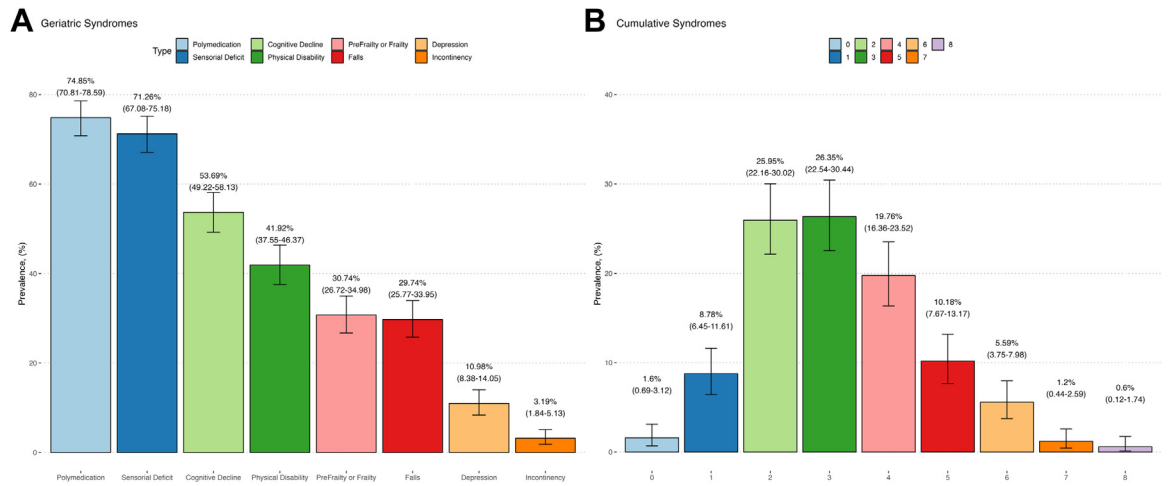 A Geriatric Syndromes
Type
Polymedication
Cognitive Decline
PreFrailty or Frailty
Depression
Sensorial Deficit
Physical Disability
Falls
Incontinency
Prevalence, (%)
80
60
40
20
0
74.85%
(70.81-78.59)
71.26%
(67.08-75.18)
53.69%
(49.22-58.13)
41.92%
(37.55-46.37)
30.74%
(26.72-34.98)
29.74%
(25.77-33.95)
10.98%
(8.38-14.05)
3.19%
(1.84-5.13)
Polymedication
Sensorial Deficit
Cognitive Decline
Physical Disability
PreFrailty or Frailty
Falls
Depression
Incontinency
B Cumulative Syndromes
0
2
4
6
8
1
3
5
7
Prevalence, (%)
40
30
20
10
0
1.6%
(0.69-3.12)
8.78%
(6.45-11.61)
25.95%
(22.16-30.02)
26.35%
(22.54-30.44)
19.76%
(16.36-23.52)
10.18%
(7.67-13.17)
5.59%
(3.75-7.98)
1.2%
(0.44-2.59)
0.6%
(0.12-1.74)
0
1
2
3
4
5
6
7
8